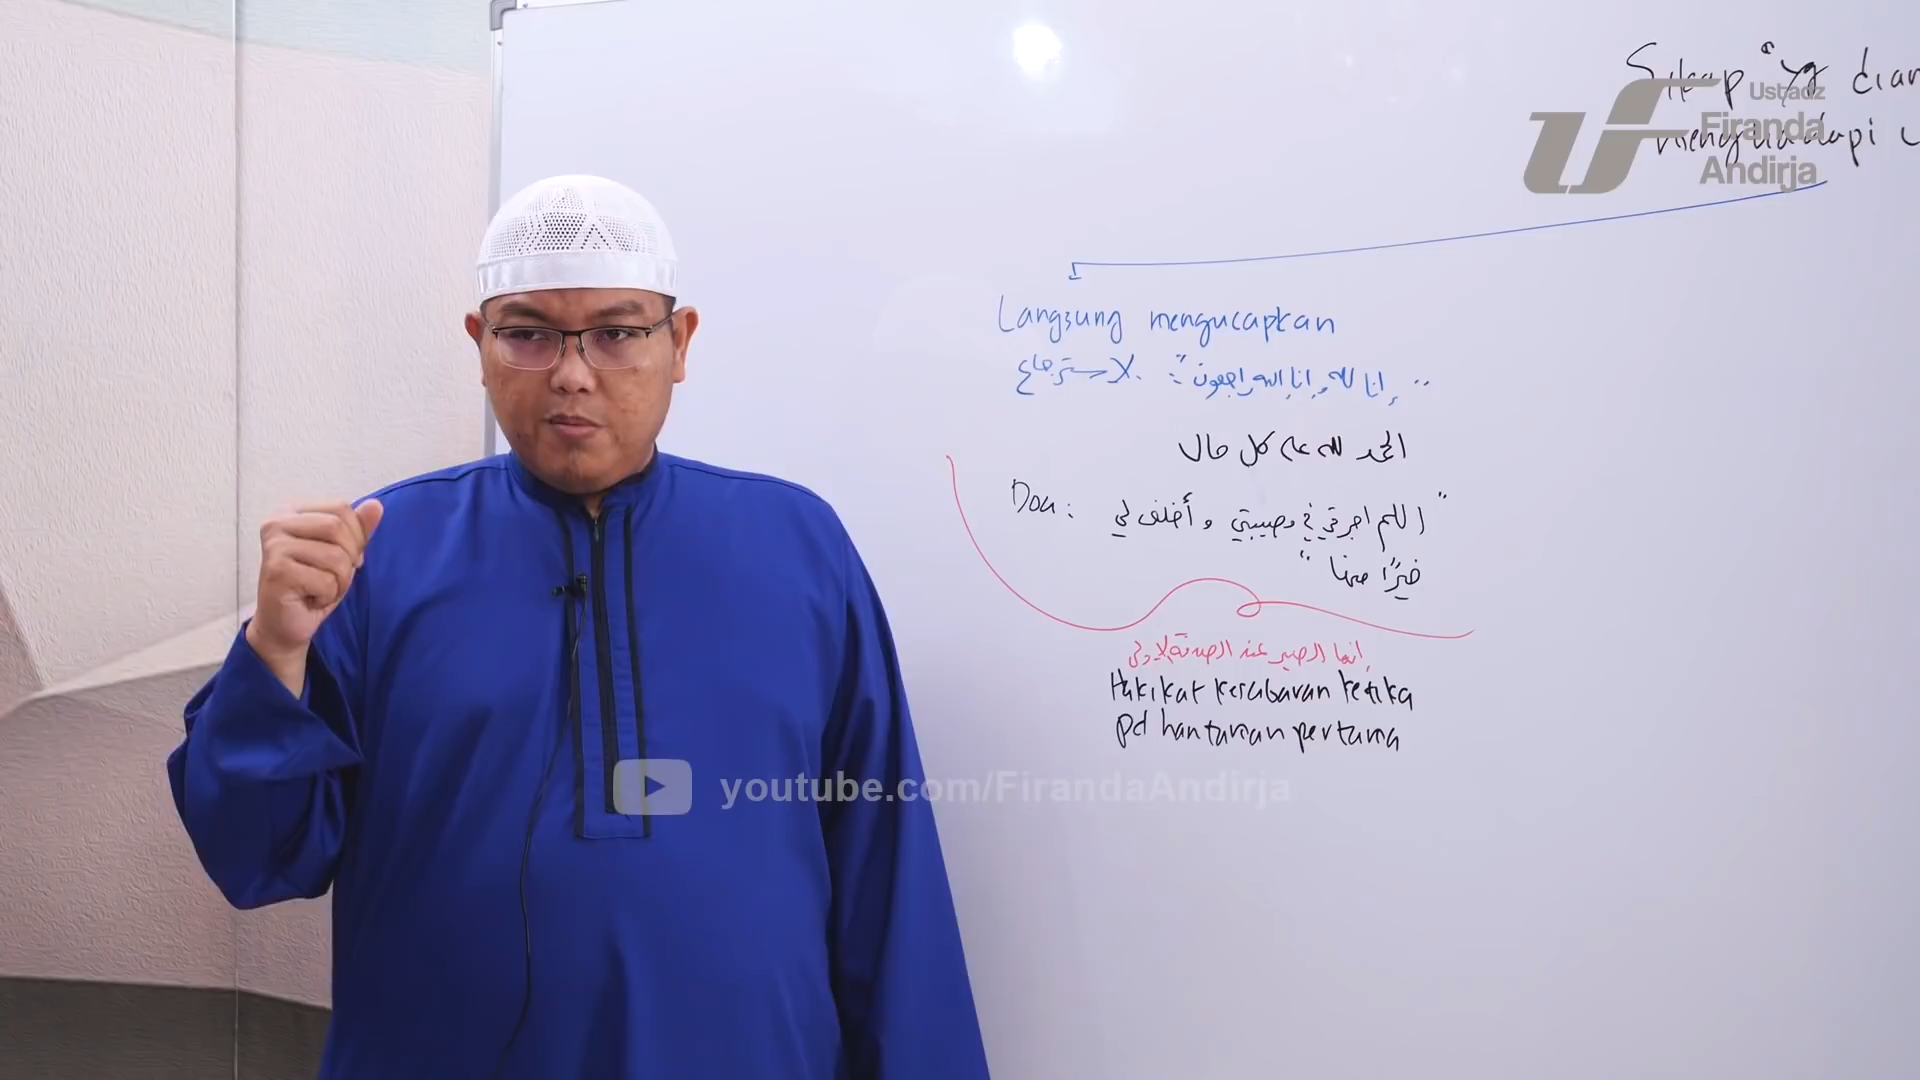 Sikap" yg dian
menghadapi u
Ustadz
Firanda
Andirja
Langsung mengucapkan
" إنا لله وإنا إليه راجعون ": الاسترجاع
الحمد لله على كل حال
Doa : " اللهم اجرني في مصيبتي و أخلف لي
خيرًا منها "
إنما الصبر عند الصدمة الأولى
Hakikat kesabaran ketika
pd hantaman pertama
youtube.com/FirandaAndirja